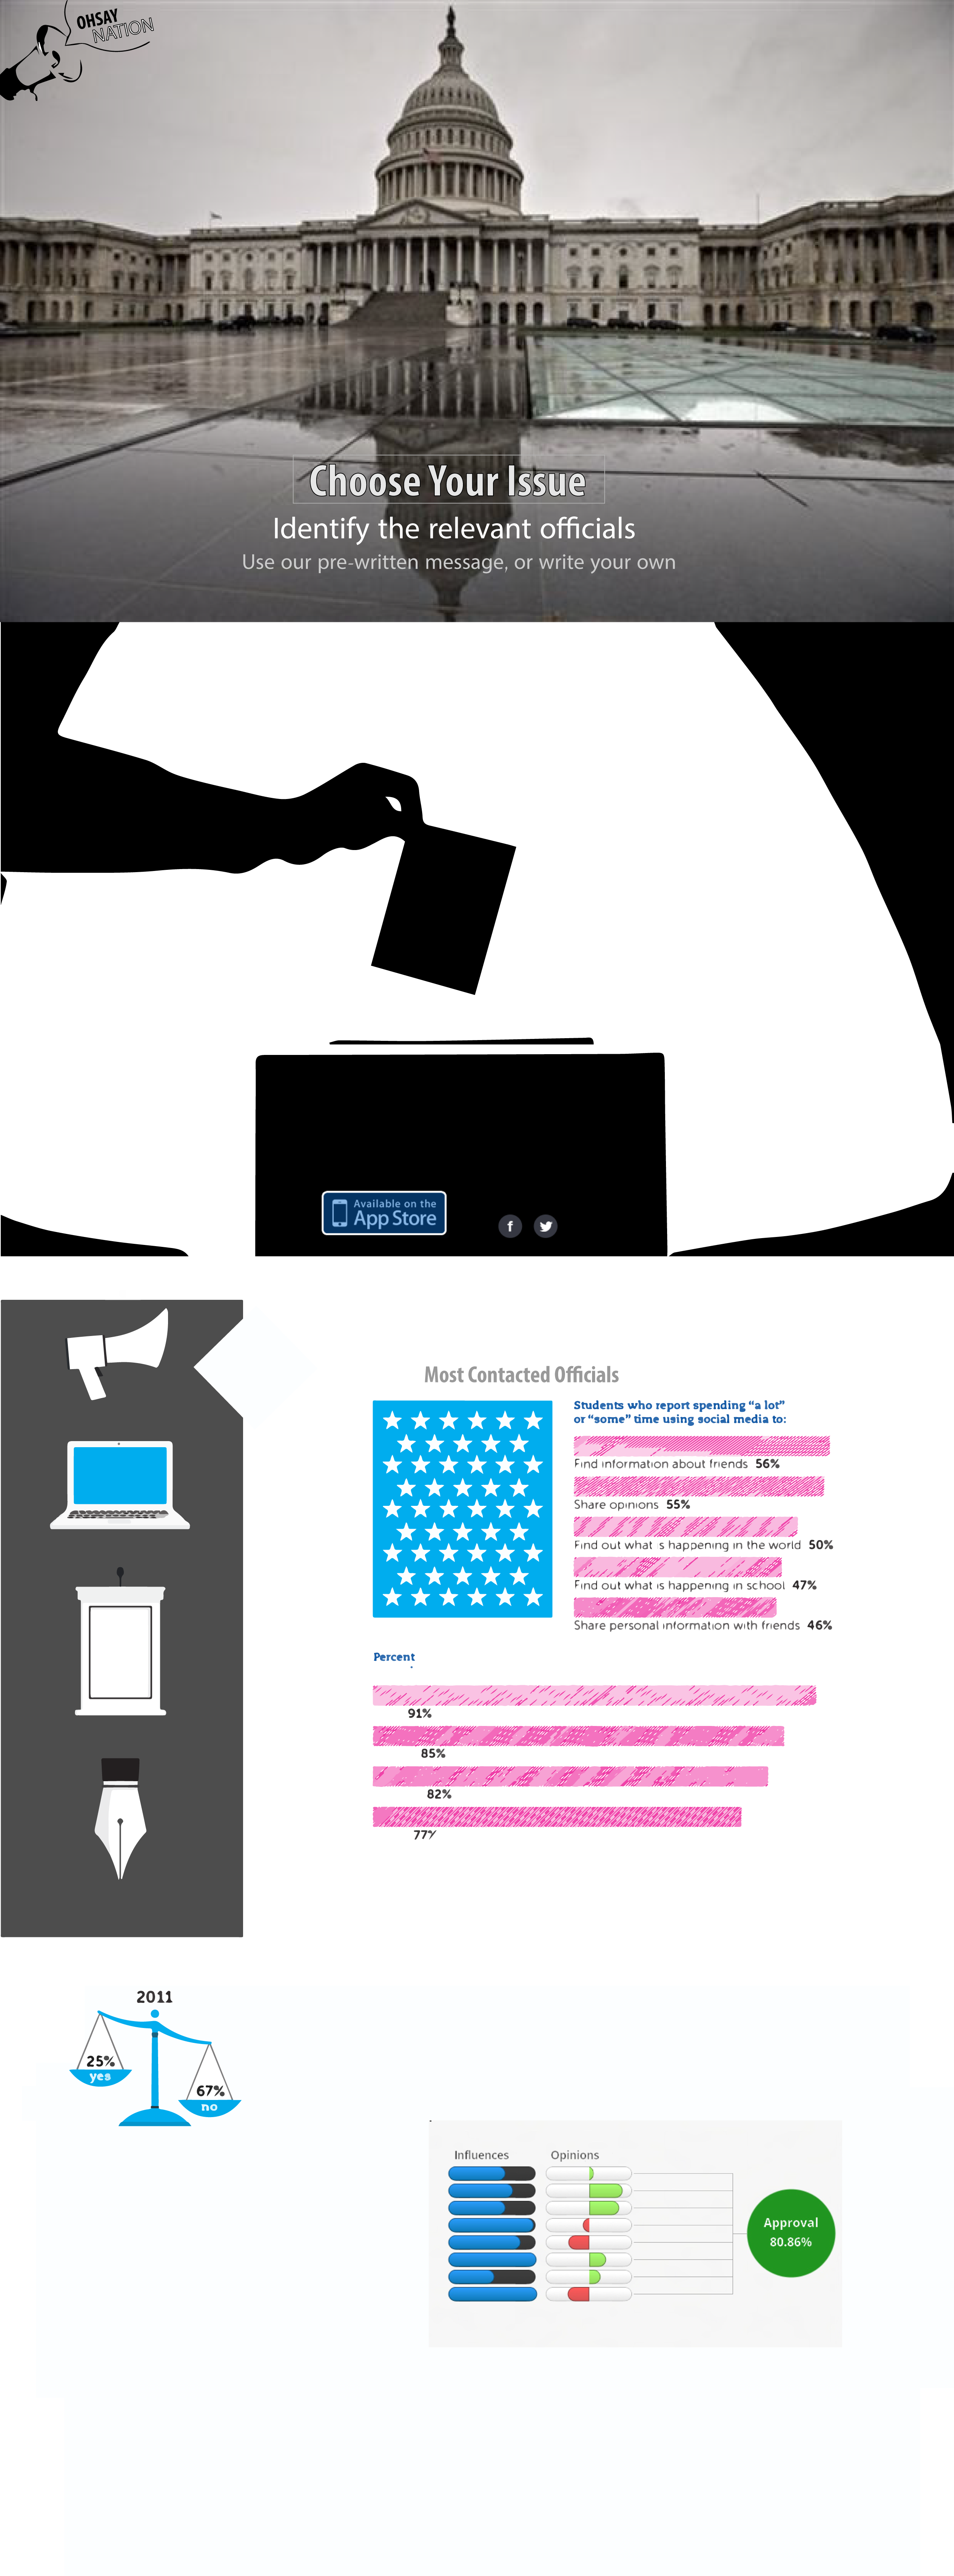 OHSAY
NATION
Choose Your Issue
Identify the relevant officials
Use our pre-written message, or write your own
Available on the
App Store
f
Most Contacted Officials
Students who report spending “a lot”
or “some” time using social media to:
Find information about friends 56%
Share opinions 55%
Find out what is happening in the world 50%
Find out what is happening in school 47%
Share personal information with friends 46%
Percent
91%
85%
82%
77%
2011
25%
yes
67%
no
Influences Opinions
Approval
80.86%